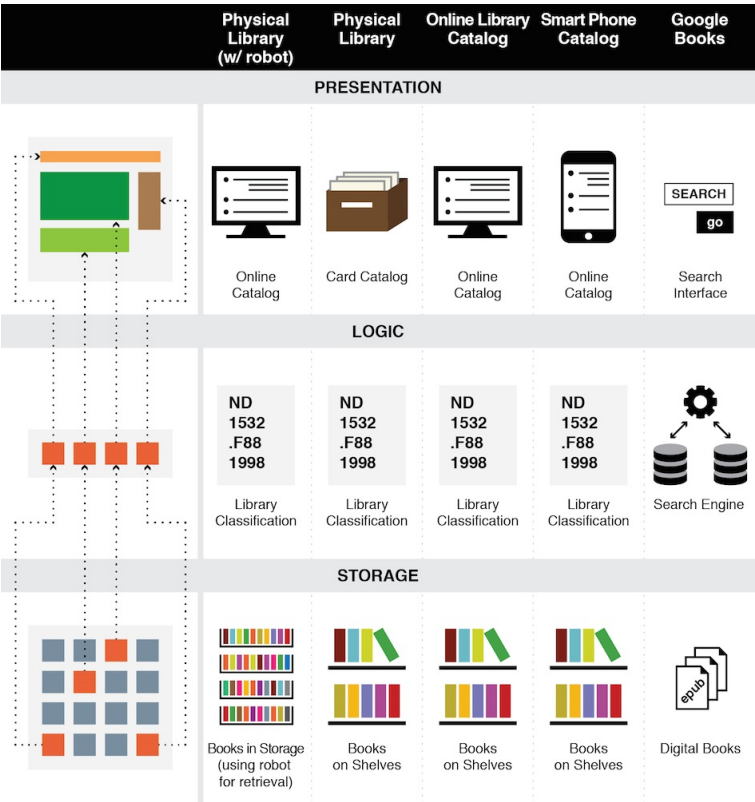 Physical
Library
(w/ robot)
Physical
Library
Online Library
Catalog
Smart Phone
Catalog
Google
Books
PRESENTATION
SEARCH
go
Online
Catalog
Card Catalog
Online
Catalog
Online
Catalog
Search
Interface
LOGIC
ND
1532
.F88
1998
ND
1532
.F88
1998
ND
1532
.F88
1998
ND
1532
.F88
1998
Library
Classification
Library
Classification
Library
Classification
Library
Classification
Search Engine
STORAGE
epub
Books in Storage
(using robot
for retrieval)
Books
on Shelves
Books
on Shelves
Books
on Shelves
Digital Books